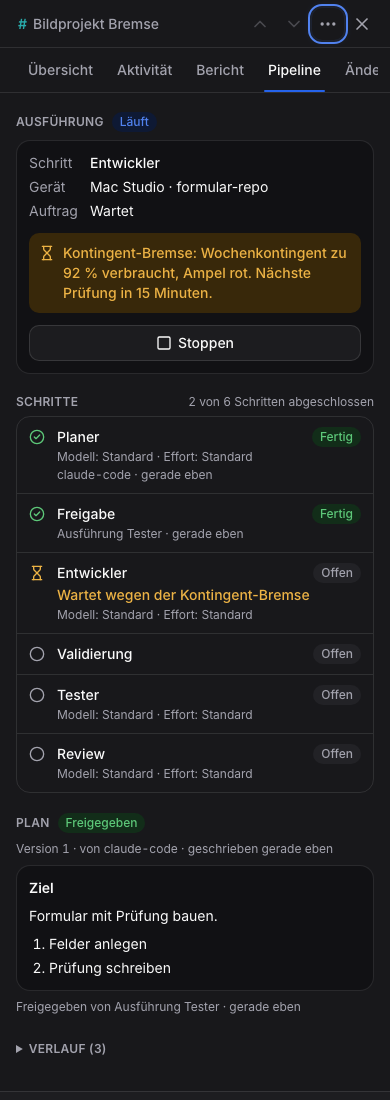 # Bildprojekt Bremse
Übersicht Aktivität Bericht Pipeline Ände
AUSFÜHRUNG Läuft
Schritt Entwickler
Gerät Mac Studio · formular-repo
Auftrag Wartet
Kontingent-Bremse: Wochenkontingent zu
92 % verbraucht, Ampel rot. Nächste
Prüfung in 15 Minuten.
Stoppen
SCHRITTE 2 von 6 Schritten abgeschlossen
Planer Fertig
Modell: Standard · Effort: Standard
claude-code · gerade eben
Freigabe Fertig
Ausführung Tester · gerade eben
Entwickler Offen
Wartet wegen der Kontingent-Bremse
Modell: Standard · Effort: Standard
Validierung Offen
Tester Offen
Modell: Standard · Effort: Standard
Review Offen
Modell: Standard · Effort: Standard
PLAN Freigegeben
Version 1 · von claude-code · geschrieben gerade eben
Ziel
Formular mit Prüfung bauen.
1. Felder anlegen
2. Prüfung schreiben
Freigegeben von Ausführung Tester · gerade eben
VERLAUF (3)